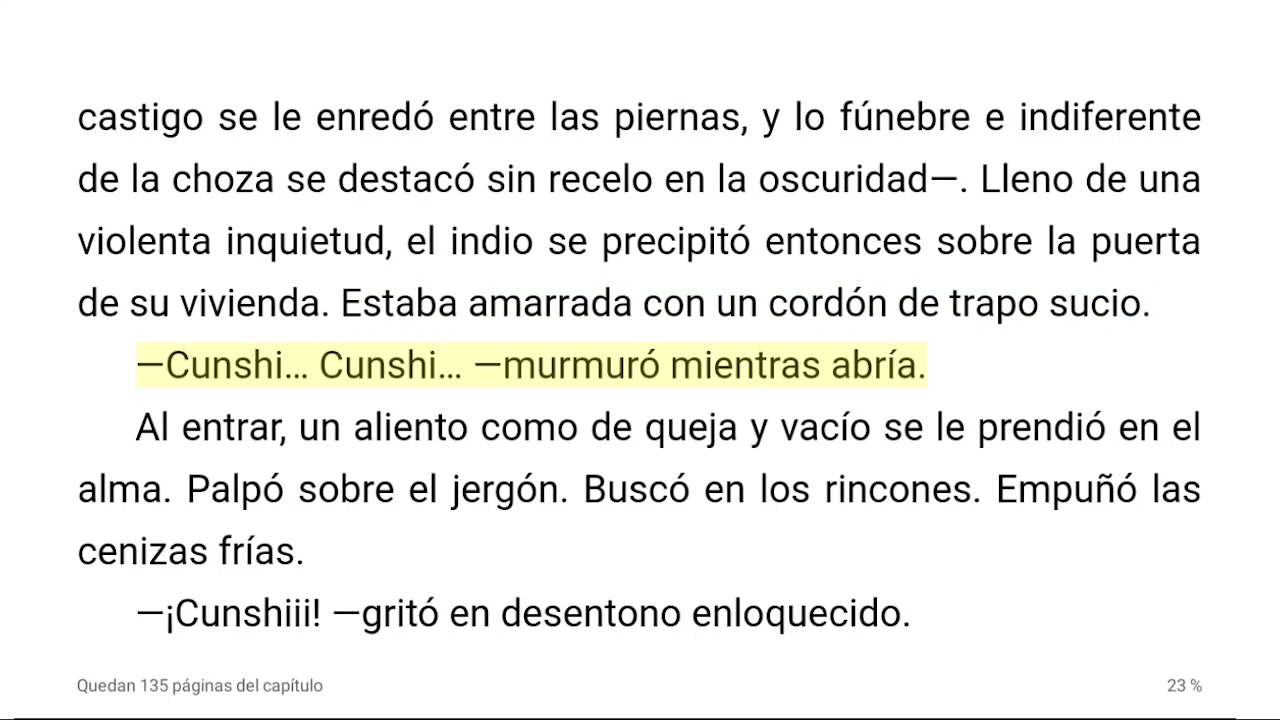 castigo se le enredó entre las piernas, y lo fúnebre e indiferente
de la choza se destacó sin recelo en la oscuridad—. Lleno de una
violenta inquietud, el indio se precipitó entonces sobre la puerta
de su vivienda. Estaba amarrada con un cordón de trapo sucio.
—Cunshi… Cunshi… —murmuró mientras abría.
Al entrar, un aliento como de queja y vacío se le prendió en el
alma. Palpó sobre el jergón. Buscó en los rincones. Empuñó las
cenizas frías.
—¡Cunshiii! —gritó en desentono enloquecido.
Quedan 135 páginas del capítulo
23 %